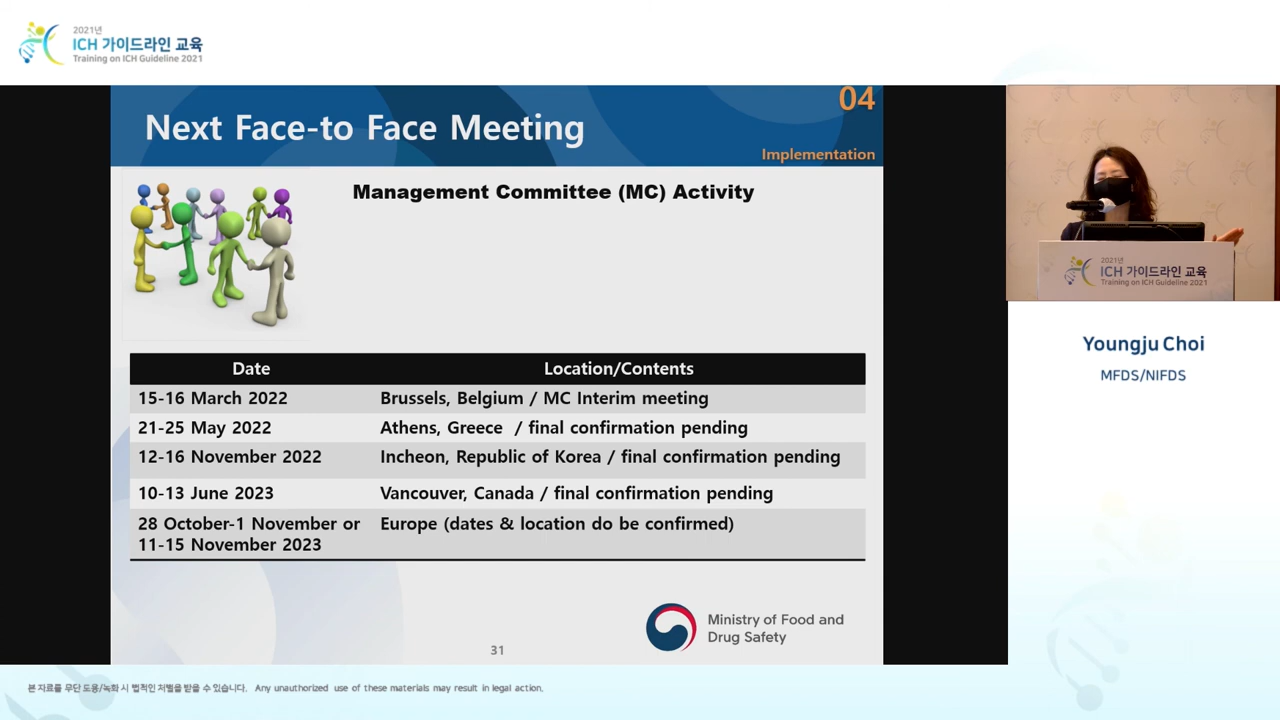 2021년
ICH 가이드라인 교육
Training on ICH Guideline 2021
04
Next Face-to Face Meeting
Implementation
Management Committee (MC) Activity
Date Location/Contents
15-16 March 2022 Brussels, Belgium / MC Interim meeting
21-25 May 2022 Athens, Greece / final confirmation pending
12-16 November 2022 Incheon, Republic of Korea / final confirmation pending
10-13 June 2023 Vancouver, Canada / final confirmation pending
28 October-1 November or Europe (dates & location do be confirmed)
11-15 November 2023
Ministry of Food and
Drug Safety
31
2021년
ICH 가이드라인 교육
Training on ICH Guideline 2021
Youngju Choi
MFDS/NIFDS
본 자료를 무단 도용/녹화 시 법적인 처벌을 받을 수 있습니다. Any unauthorized use of these materials may result in legal action.